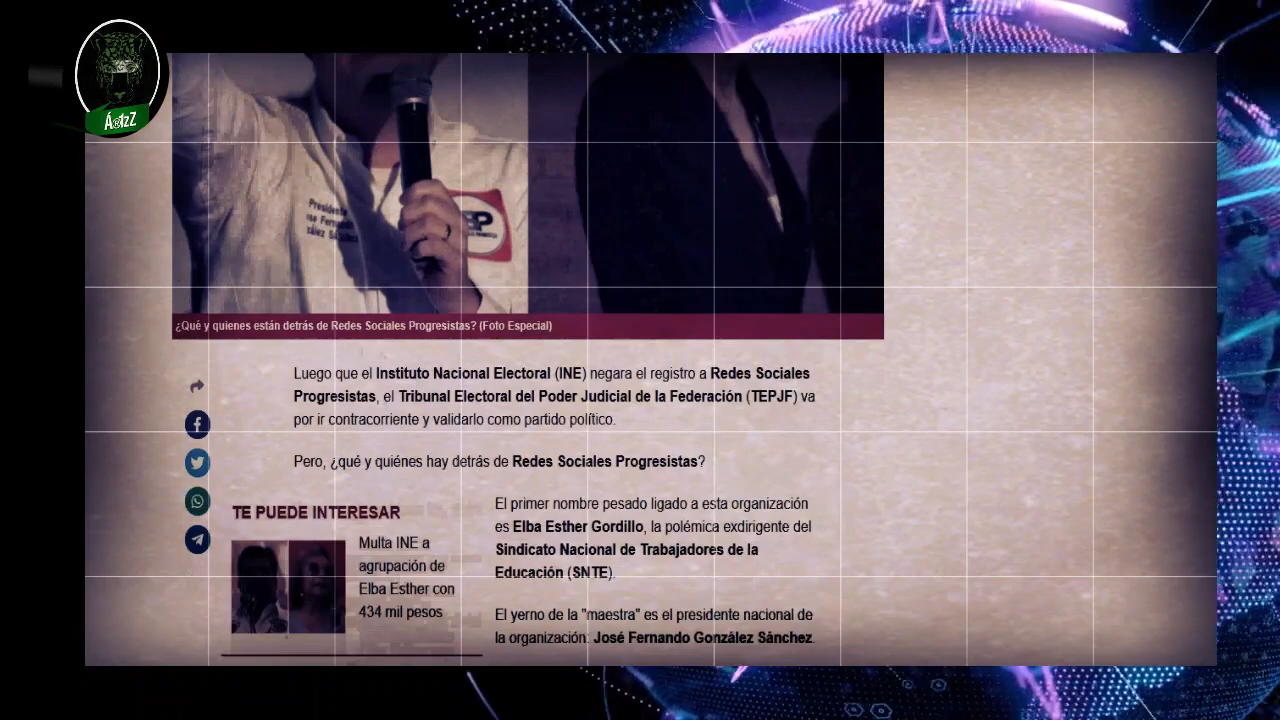 Presidente
¿Qué y quienes están detrás de Redes Sociales Progresistas? (Foto Especial)
Luego que el Instituto Nacional Electoral (INE) negara el registro a Redes Sociales
Progresistas, el Tribunal Electoral del Poder Judicial de la Federación (TEPJF) va
por ir contracorriente y validarlo como partido político.
Pero, ¿qué y quiénes hay detrás de Redes Sociales Progresistas?
TE PUEDE INTERESAR
Multa INE a
agrupación de
Elba Esther con
434 mil pesos
El primer nombre pesado ligado a esta organización
es Elba Esther Gordillo, la polémica exdirigente del
Sindicato Nacional de Trabajadores de la
Educación (SNTE).
El yerno de la "maestra" es el presidente nacional de
la organización: José Fernando González Sánchez.